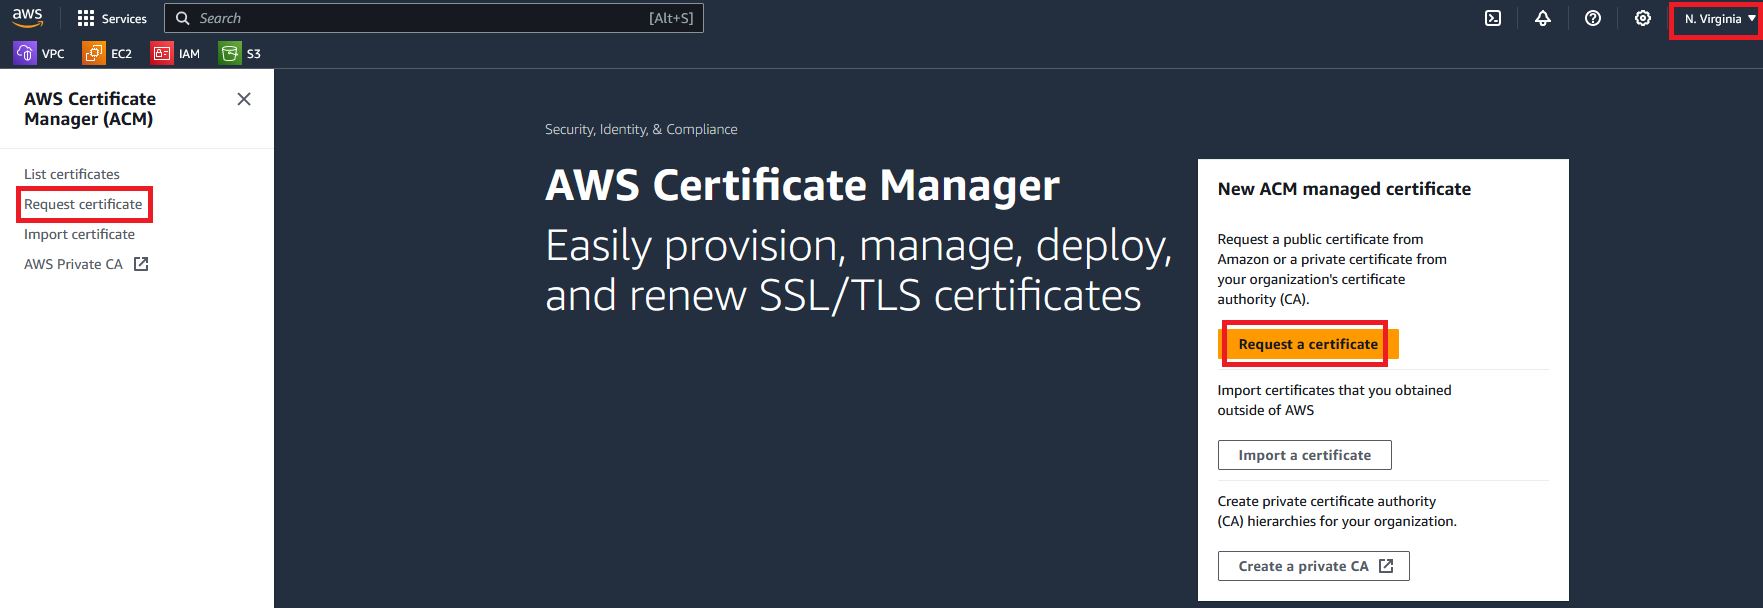 aws
Services
Search
[Alt+S]
N. Virginia
VPC
EC2
IAM
S3
AWS Certificate
Manager (ACM)
List certificates
Request certificate
Import certificate
AWS Private CA
Security, Identity, & Compliance
AWS Certificate Manager
Easily provision, manage, deploy,
and renew SSL/TLS certificates
New ACM managed certificate
Request a public certificate from
Amazon or a private certificate from
your organization's certificate
authority (CA).
Request a certificate
Import certificates that you obtained
outside of AWS
Import a certificate
Create private certificate authority
(CA) hierarchies for your organization.
Create a private CA